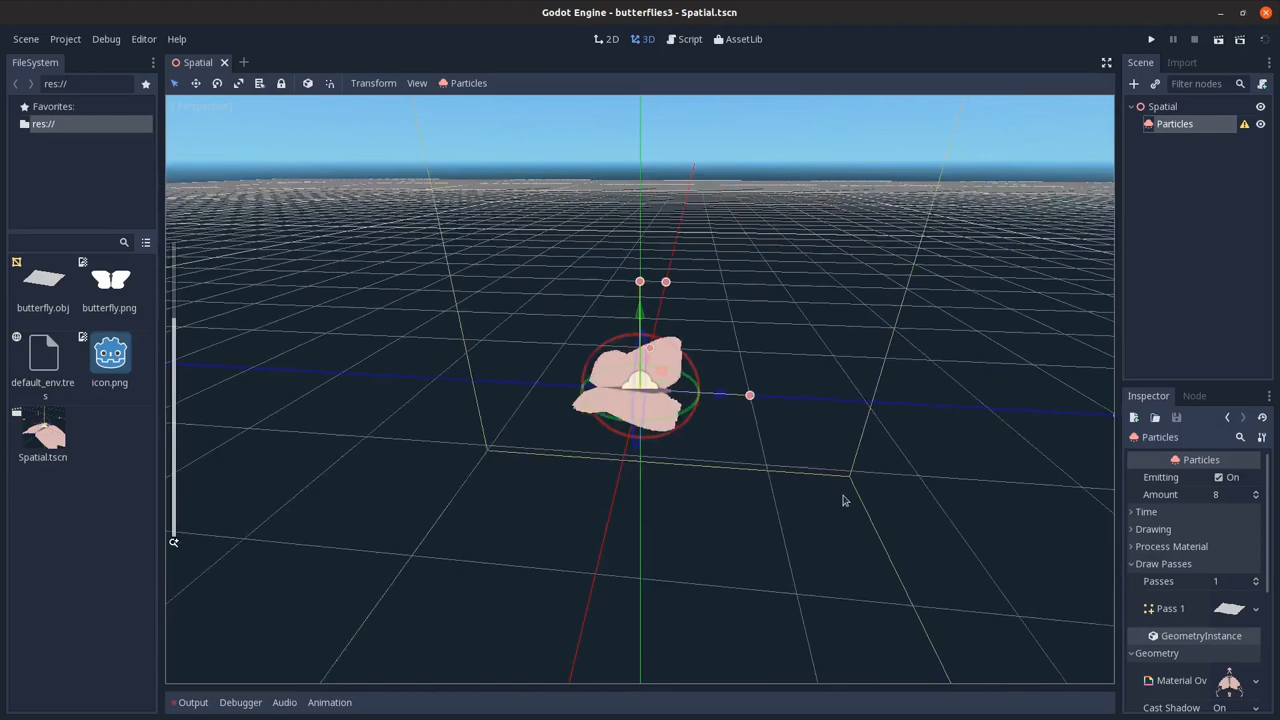 Godot Engine - butterflies3 - Spatial.tscn
Scene Project Debug Editor Help
2D 3D Script AssetLib
FileSystem
res://
Favorites:
res://
butterfly.obj butterfly.png
default_env.tre
s
icon.png
Spatial.tscn
Spatial
Transform View Particles
[ Perspective ]
Output Debugger Audio Animation
Scene Import
Filter nodes
Spatial
Particles
Inspector Node
Particles
Particles
Emitting On
Amount 8
Time
Drawing
Process Material
Draw Passes
Passes 1
Pass 1
GeometryInstance
Geometry
Material Ov
Cast Shadow On